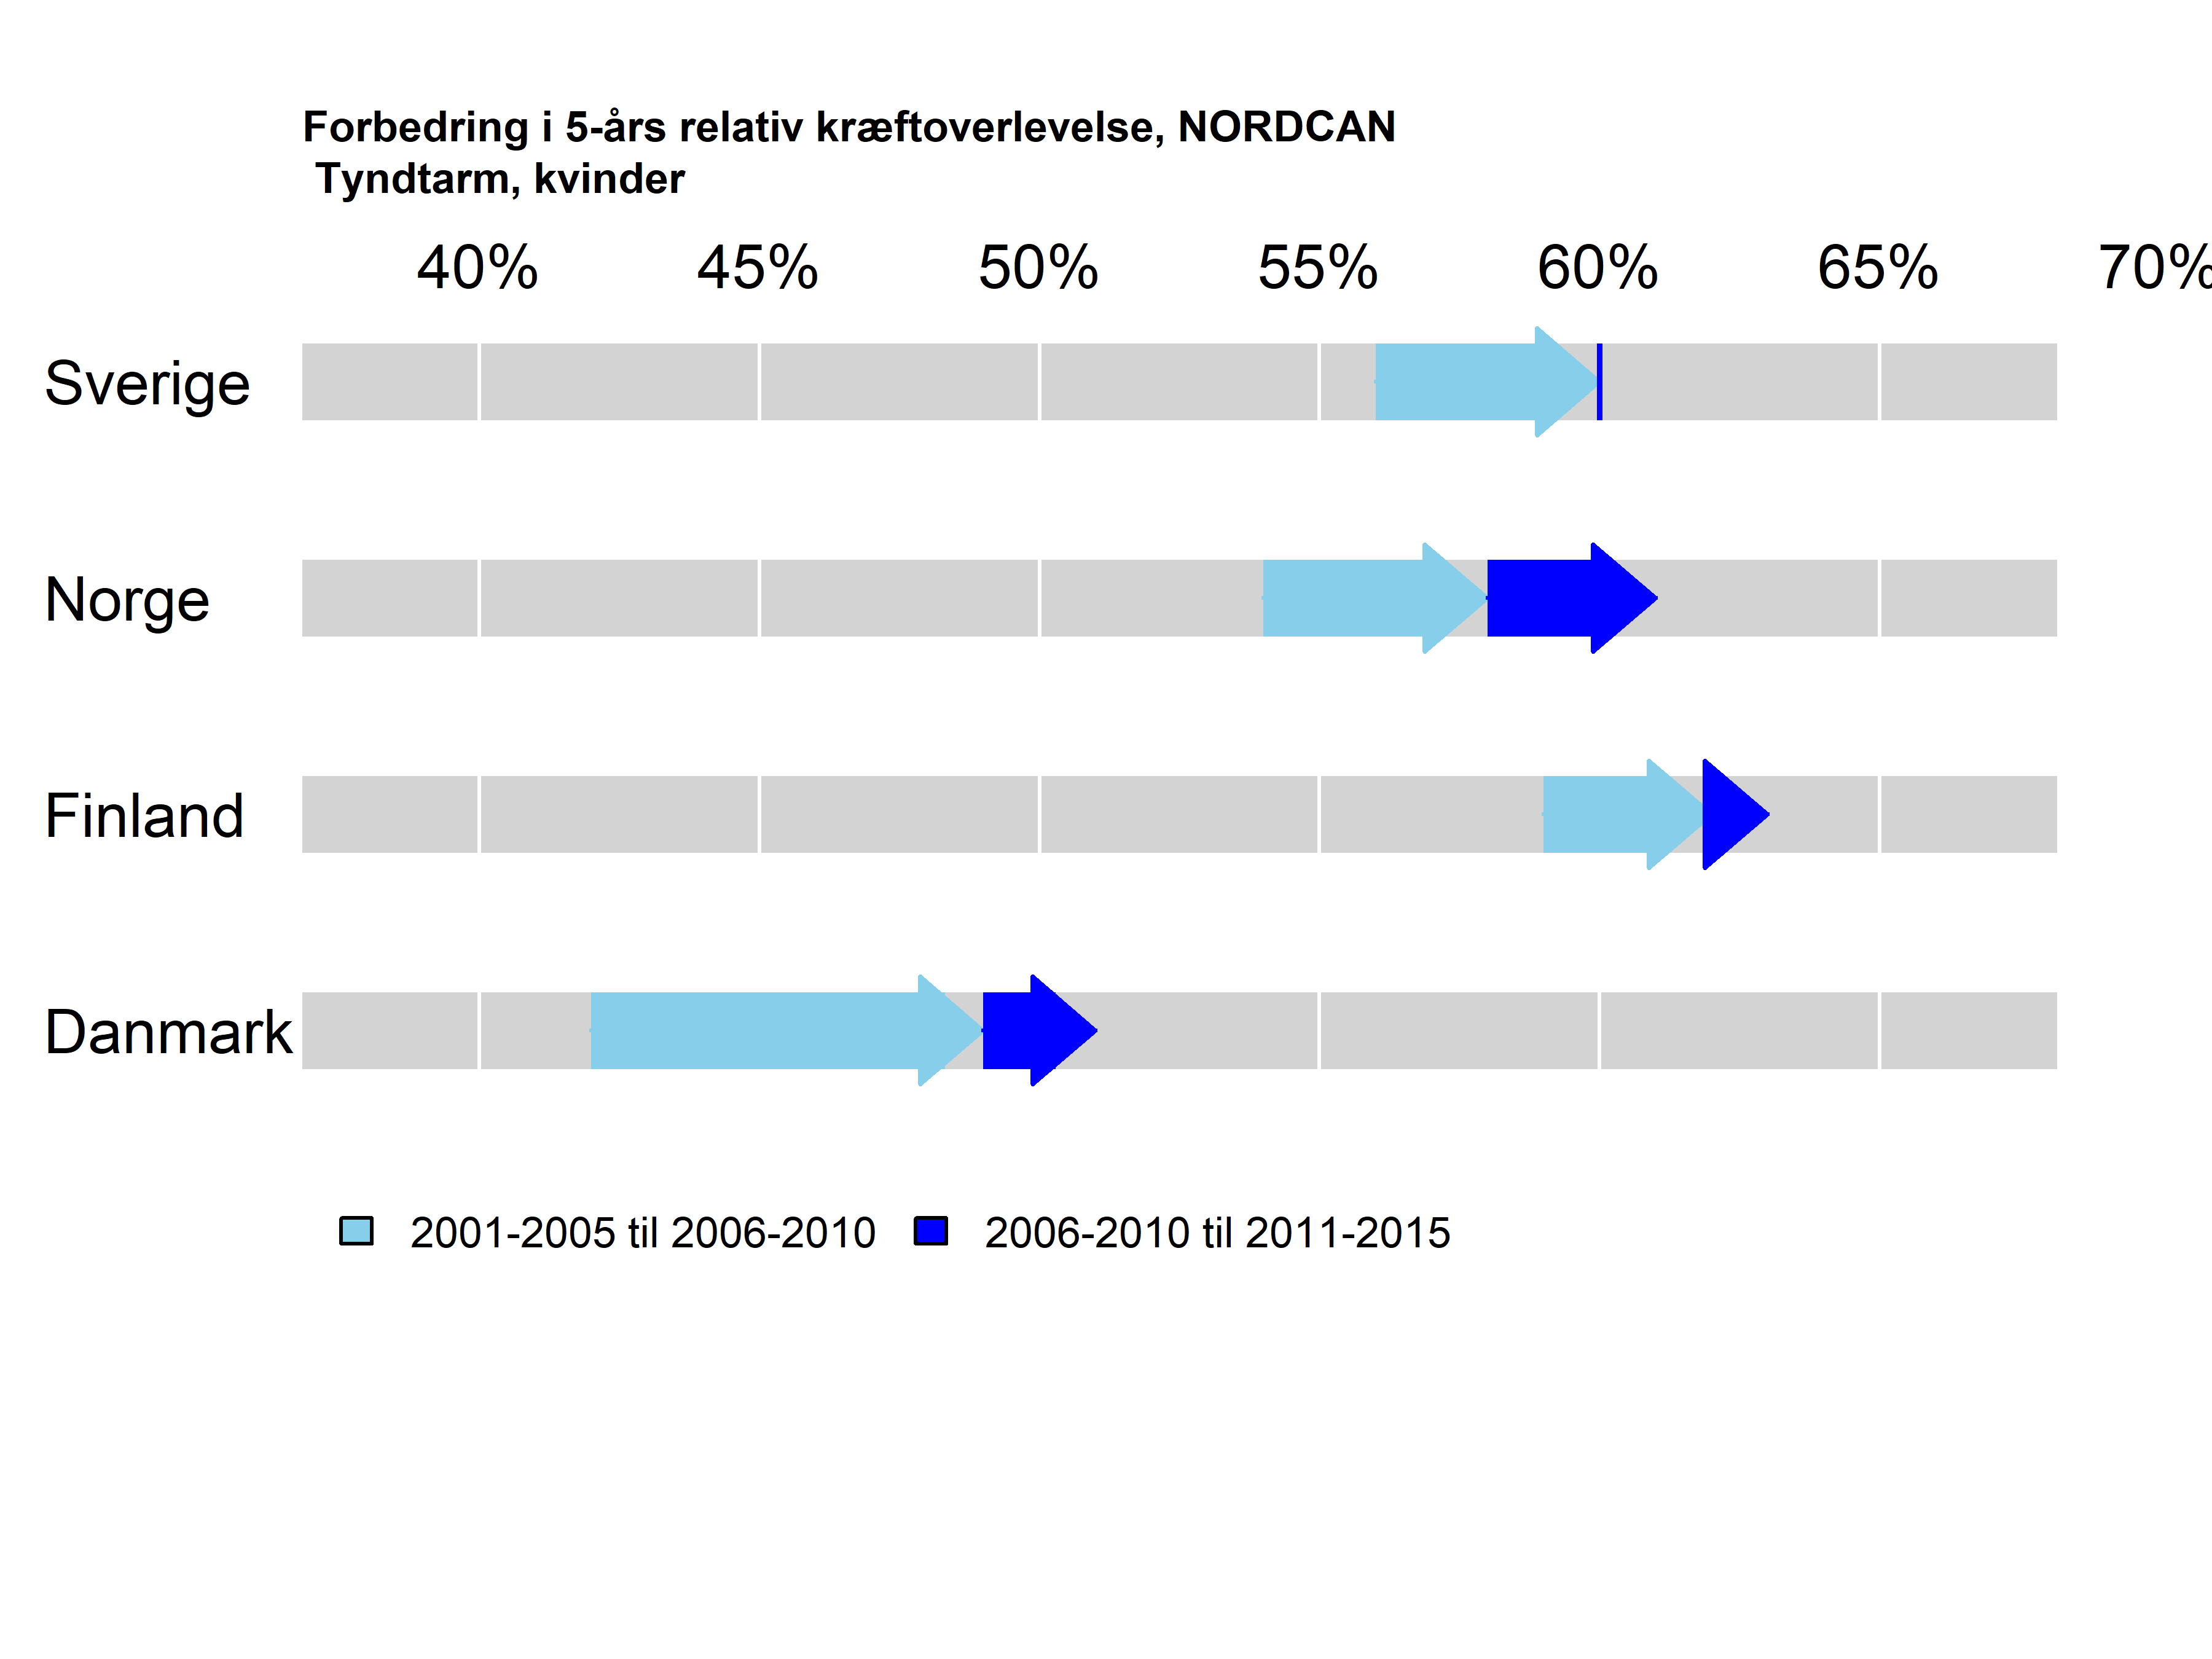 Forbedring i 5-års relativ kræftoverlevelse, NORDCAN
Tyndtarm, kvinder
40% 45% 50% 55% 60% 65% 70%
Sverige
Norge
Finland
Danmark
2001-2005 til 2006-2010 2006-2010 til 2011-2015